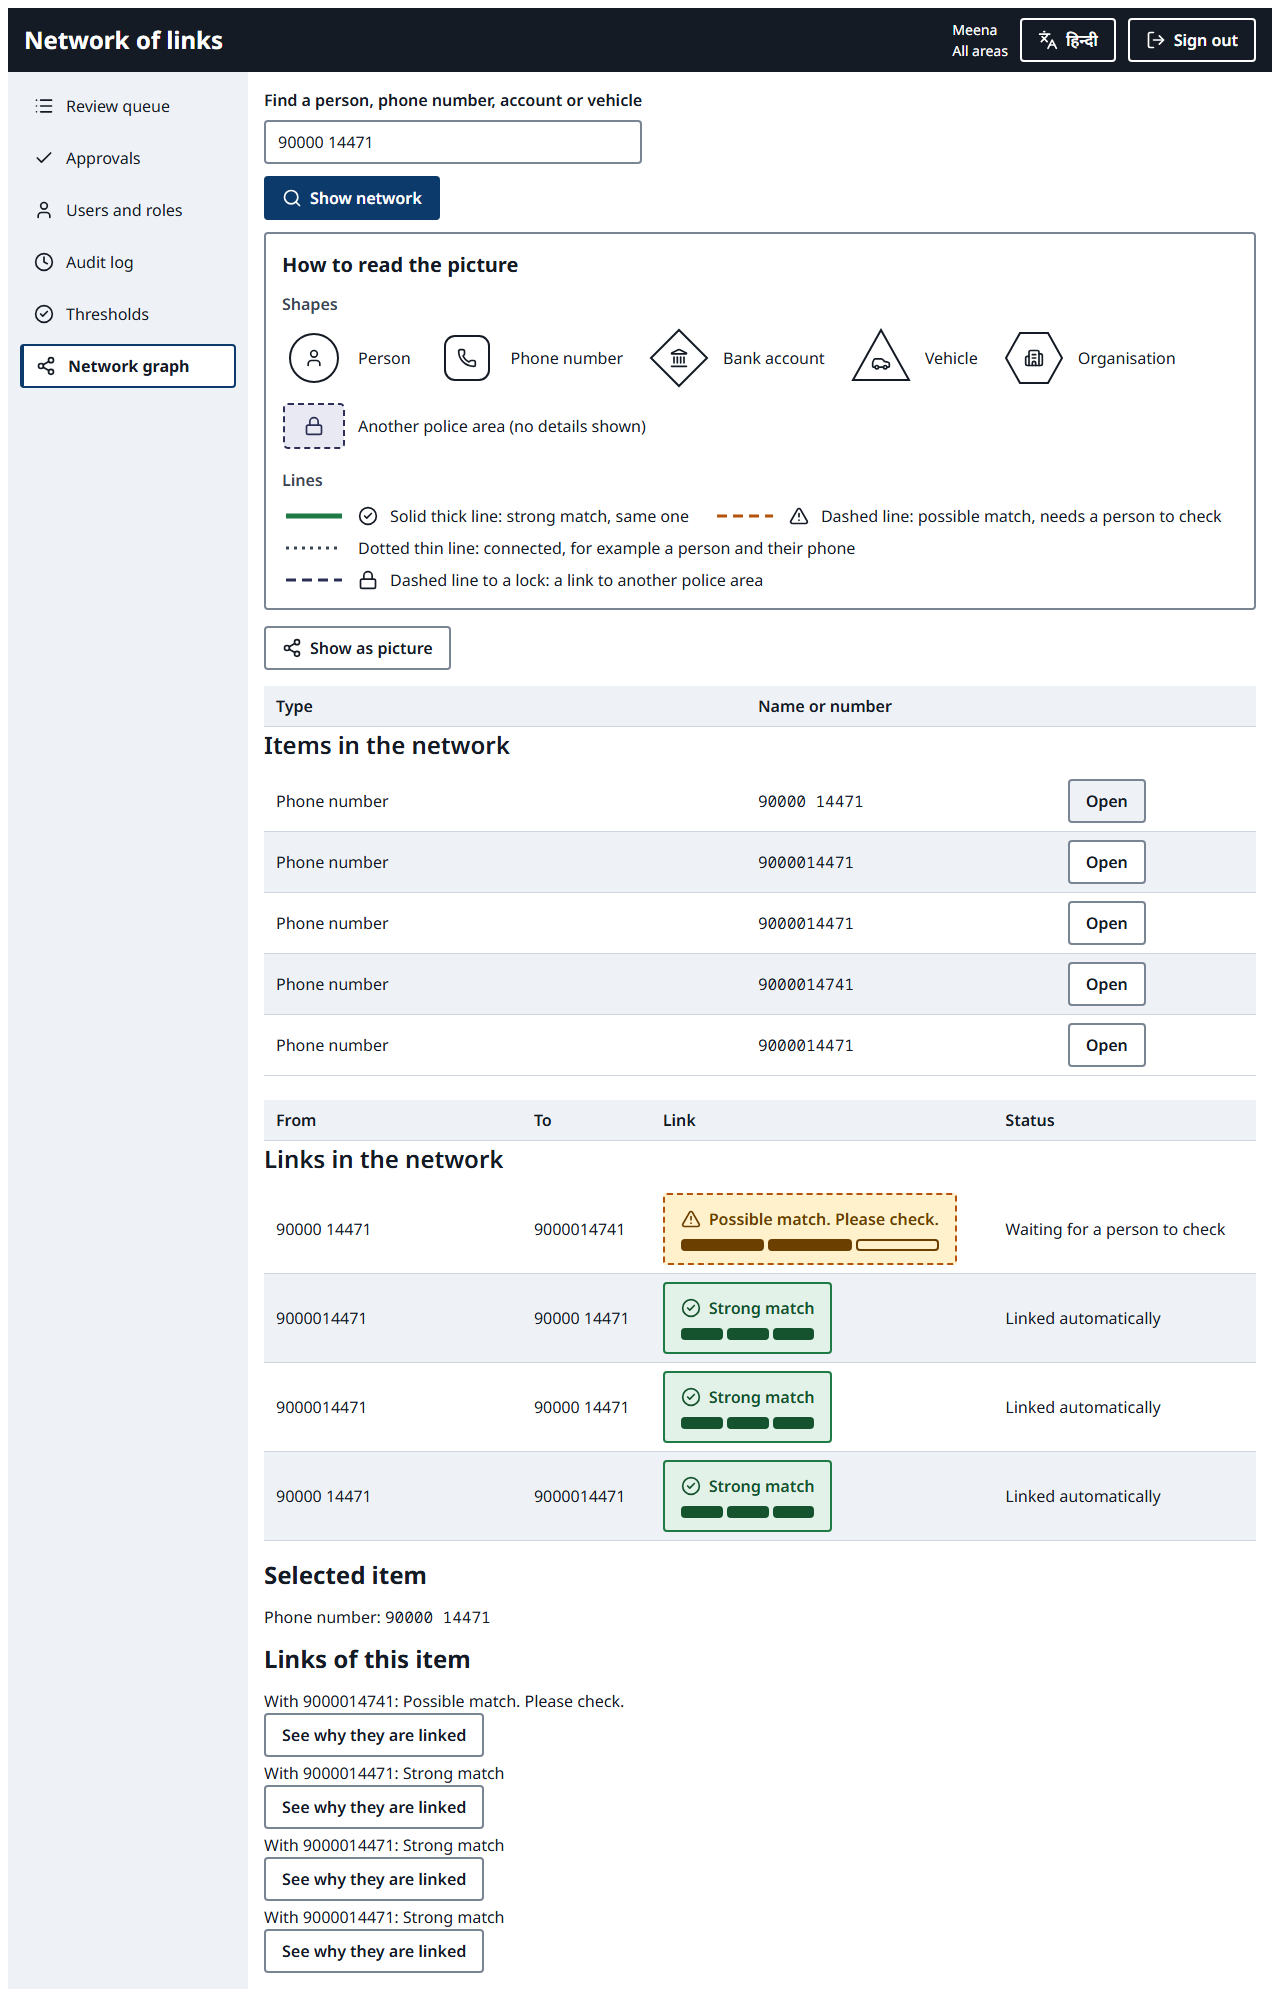 Network of links
Meena
All areas
हिन्दी
Sign out
Review queue
Approvals
Users and roles
Audit log
Thresholds
Network graph
Find a person, phone number, account or vehicle
90000 14471
Show network
How to read the picture
Shapes
Person
Phone number
Bank account
Vehicle
Organisation
Another police area (no details shown)
Lines
Solid thick line: strong match, same one
Dashed line: possible match, needs a person to check
Dotted thin line: connected, for example a person and their phone
Dashed line to a lock: a link to another police area
Show as picture
Type Name or number
Items in the network
Phone number 90000 14471 Open
Phone number 9000014471 Open
Phone number 9000014471 Open
Phone number 9000014741 Open
Phone number 9000014471 Open
From To Link Status
Links in the network
90000 14471 9000014741 Possible match. Please check. Waiting for a person to check
9000014471 90000 14471 Strong match Linked automatically
9000014471 90000 14471 Strong match Linked automatically
90000 14471 9000014471 Strong match Linked automatically
Selected item
Phone number: 90000 14471
Links of this item
With 9000014741: Possible match. Please check.
See why they are linked
With 9000014471: Strong match
See why they are linked
With 9000014471: Strong match
See why they are linked
With 9000014471: Strong match
See why they are linked